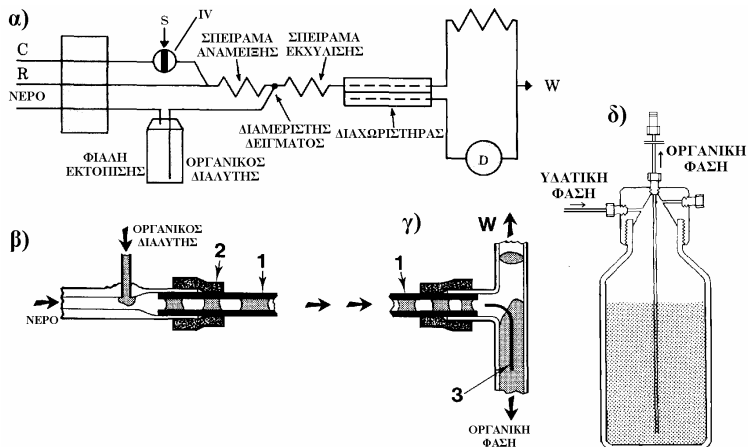 α)
S
IV
C
R
ΝΕΡΟ
ΣΠΕΙΡΑΜΑ
ΑΝΑΜΕΙΞΗΣ
ΣΠΕΙΡΑΜΑ
ΕΚΧΥΛΙΣΗΣ
W
ΔΙΑΜΕΡΙΣΤΗΣ
ΔΕΙΓΜΑΤΟΣ
ΔΙΑΧΩΡΙΣΤΗΡΑΣ
D
ΦΙΑΛΗ
ΕΚΤΟΠΙΣΗΣ
ΟΡΓΑΝΙΚΟΣ
ΔΙΑΛΥΤΗΣ
β)
ΟΡΓΑΝΙΚΟΣ
ΔΙΑΛΥΤΗΣ
2
1
ΝΕΡΟ
γ)
W
1
3
ΟΡΓΑΝΙΚΗ
ΦΑΣΗ
δ)
ΟΡΓΑΝΙΚΗ
ΦΑΣΗ
ΥΔΑΤΙΚΗ
ΦΑΣΗ